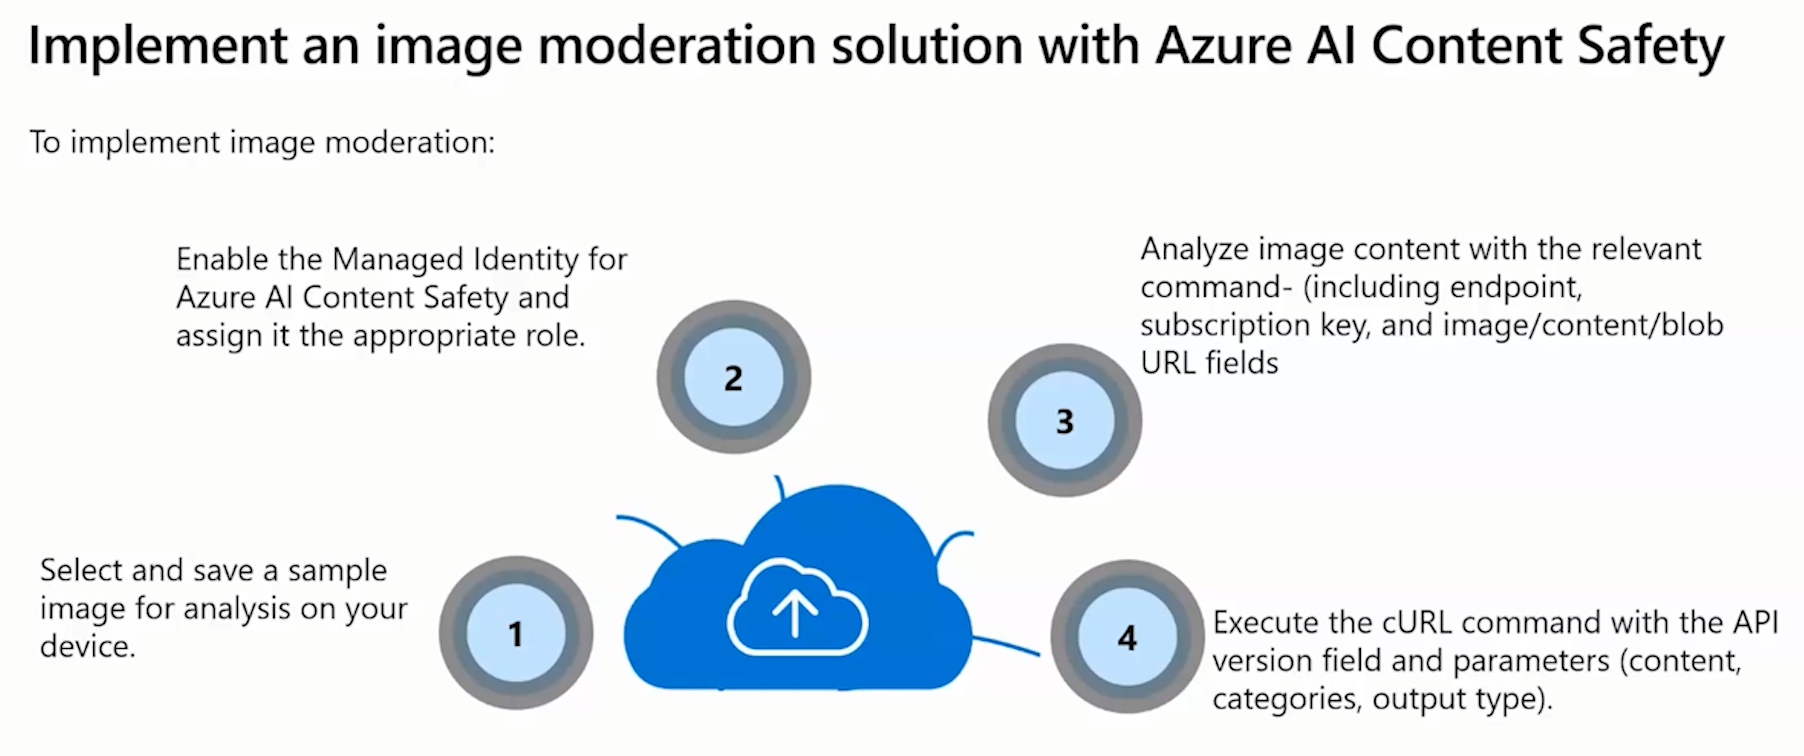 Implement an image moderation solution with Azure AI Content Safety
To implement image moderation:
Select and save a sample
image for analysis on your
device.
1
Enable the Managed Identity for
Azure AI Content Safety and
assign it the appropriate role.
2
Analyze image content with the relevant
command- (including endpoint,
subscription key, and image/content/blob
URL fields
3
Execute the cURL command with the API
version field and parameters (content,
categories, output type).
4